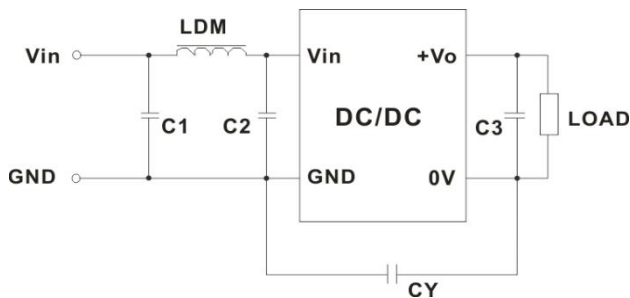 LDM
Vin
Vin
+Vo
C1
C2
DC/DC
C3
LOAD
GND
GND
0V
CY